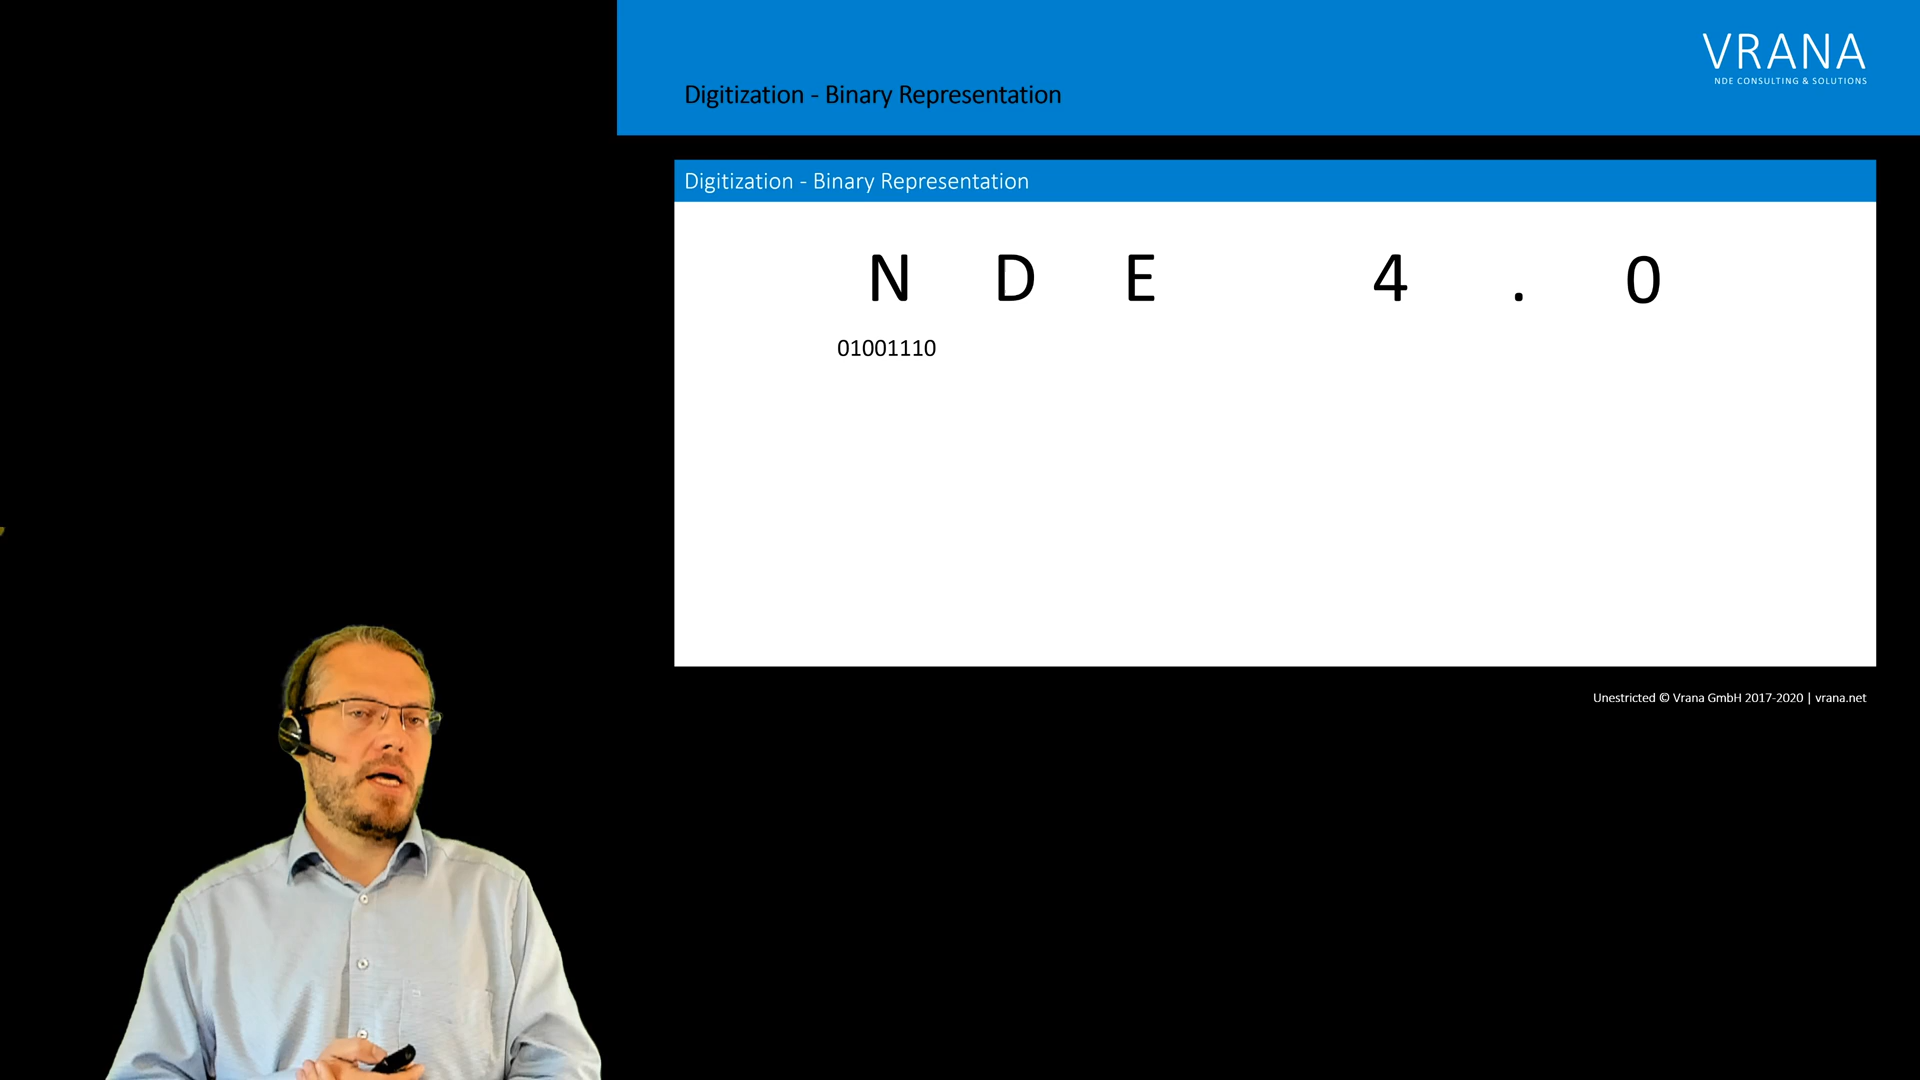 VRANA
NDE CONSULTING & SOLUTIONS
Digitization - Binary Representation
Digitization - Binary Representation
N D E 4 . 0
01001110
Unestricted © Vrana GmbH 2017-2020 | vrana.net